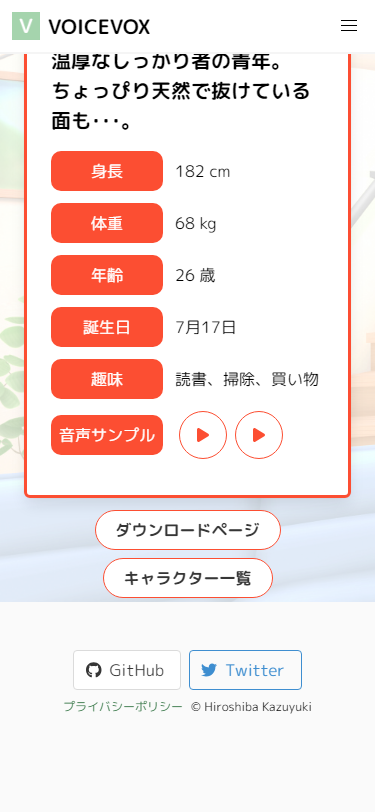 V VOICEVOX
温厚なしっかり者の青年。
ちょっぴり天然で抜けている
面も･･･。
身長 182 cm
体重 68 kg
年齢 26 歳
誕生日 7月17日
趣味 読書、掃除、買い物
音声サンプル
ダウンロードページ
キャラクター一覧
GitHub Twitter
プライバシーポリシー © Hiroshiba Kazuyuki